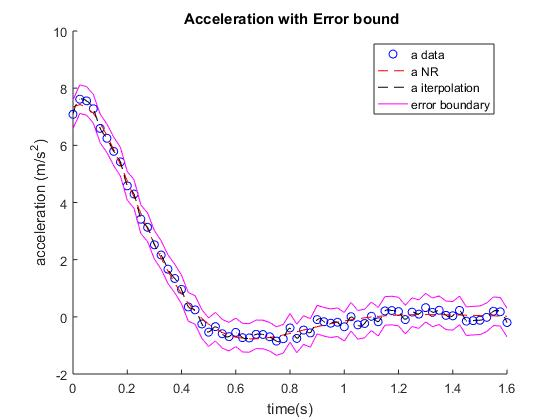 Acceleration with Error bound
10
8
6
4
2
0
-2
acceleration (m/s²)
a data
a NR
a iterpolation
error boundary
0 0.2 0.4 0.6 0.8 1 1.2 1.4 1.6
time(s)